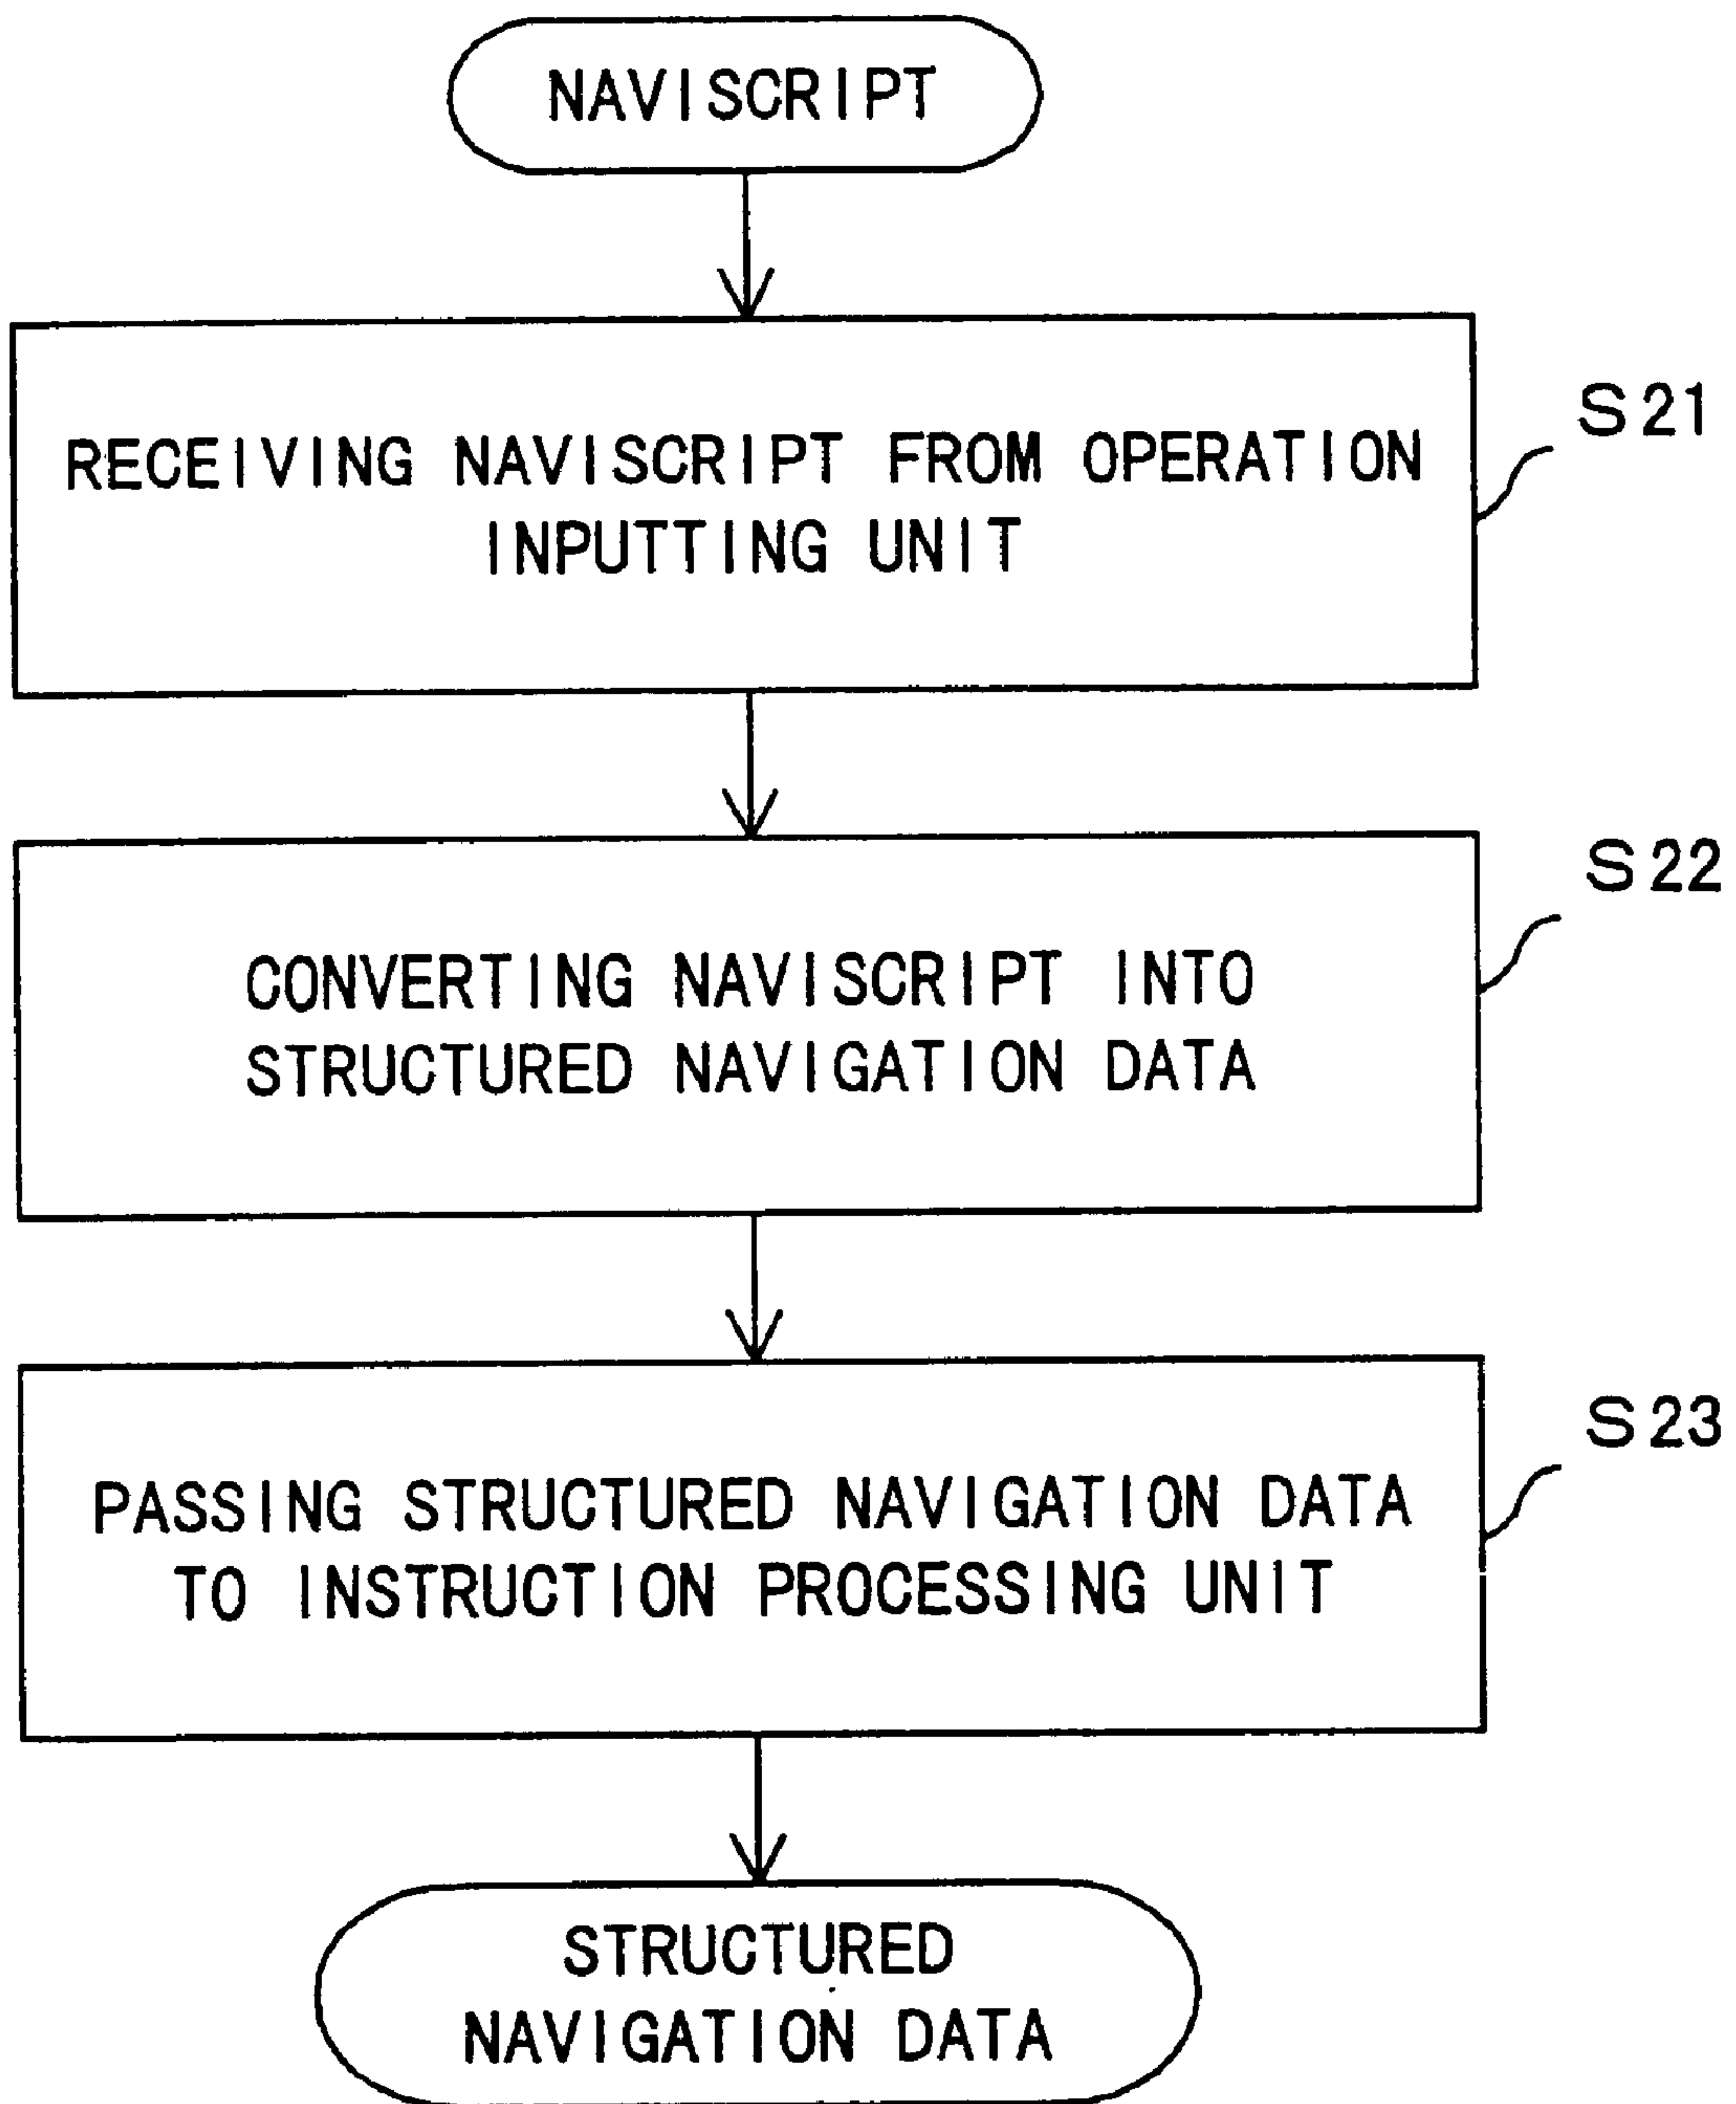 NAVISCRIPT
S21
RECEIVING NAVISCRIPT FROM OPERATION
INPUTTING UNIT
S22
CONVERTING NAVISCRIPT INTO
STRUCTURED NAVIGATION DATA
S23
PASSING STRUCTURED NAVIGATION DATA
TO INSTRUCTION PROCESSING UNIT
STRUCTURED
NAVIGATION DATA